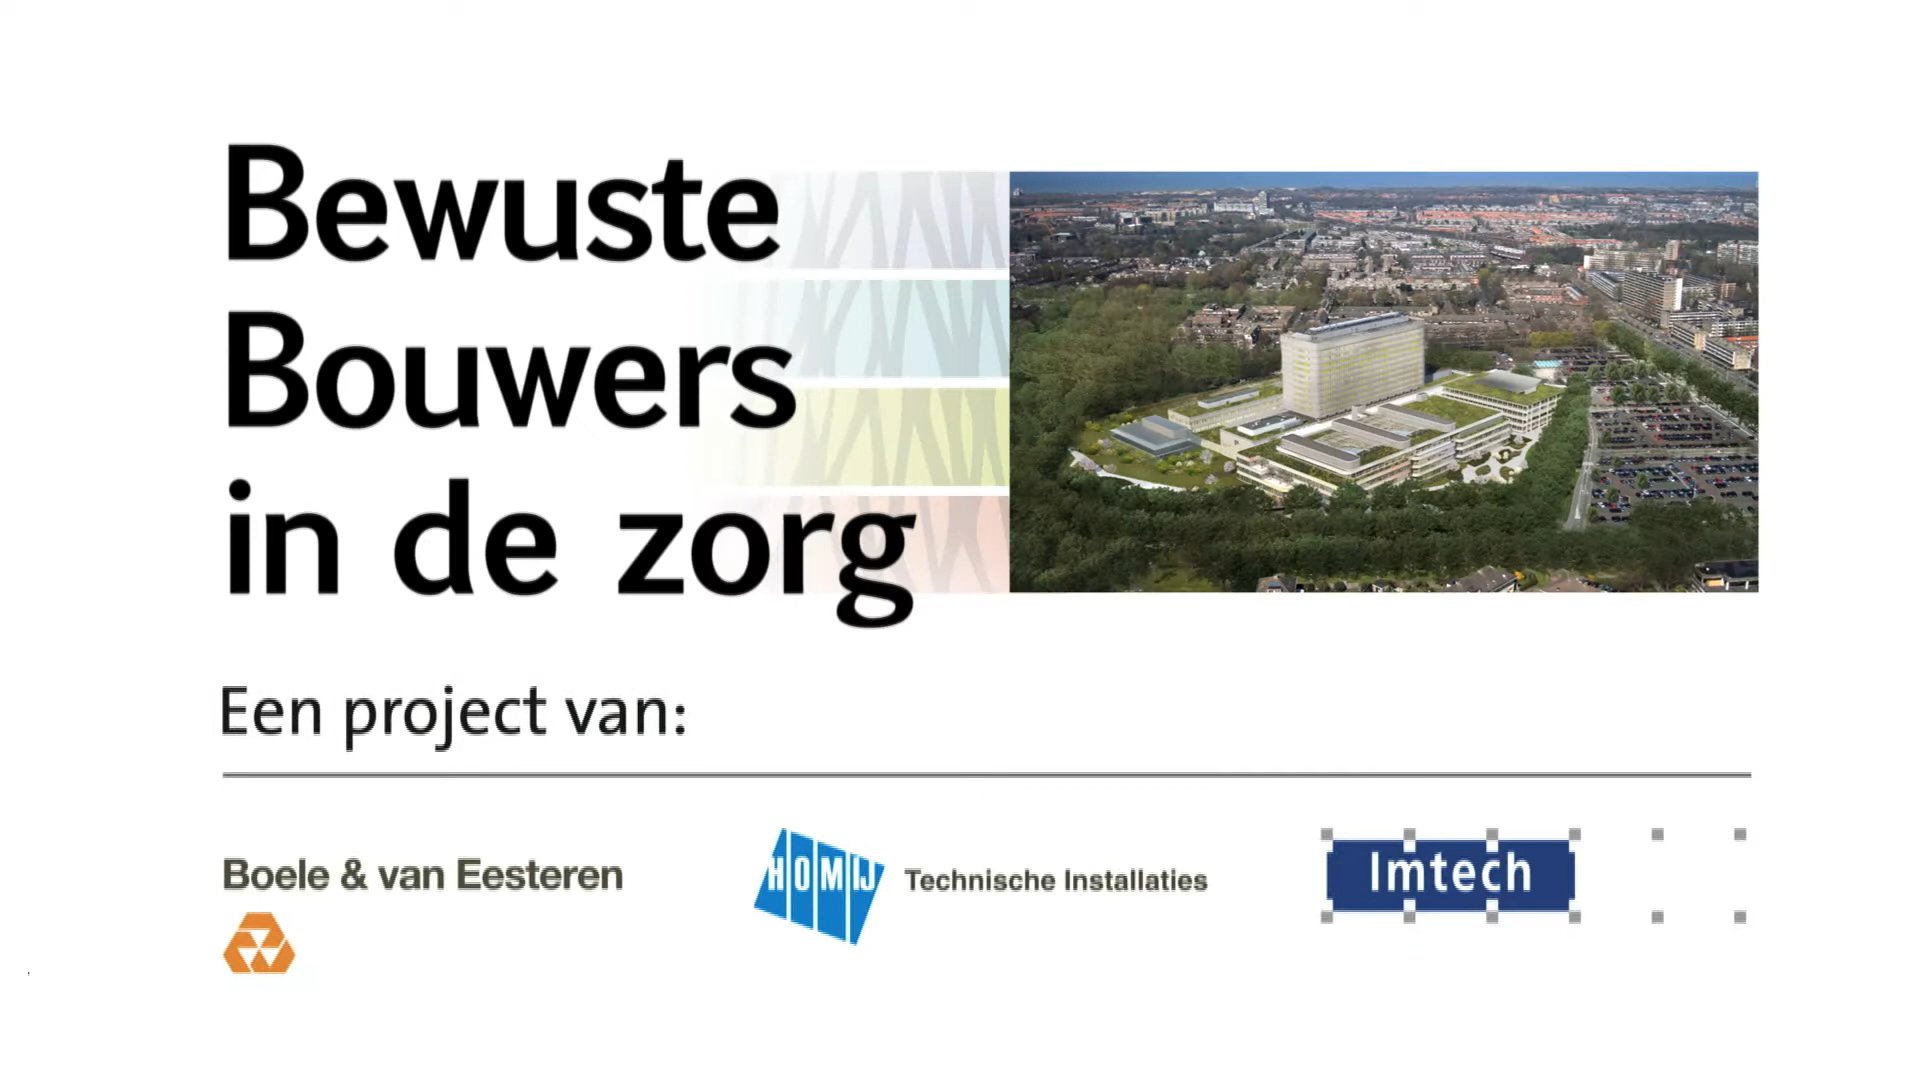 Bewuste
Bouwers
in de zorg
Een project van:
Boele & van Eesteren
HOMIJ Technische Installaties
Imtech